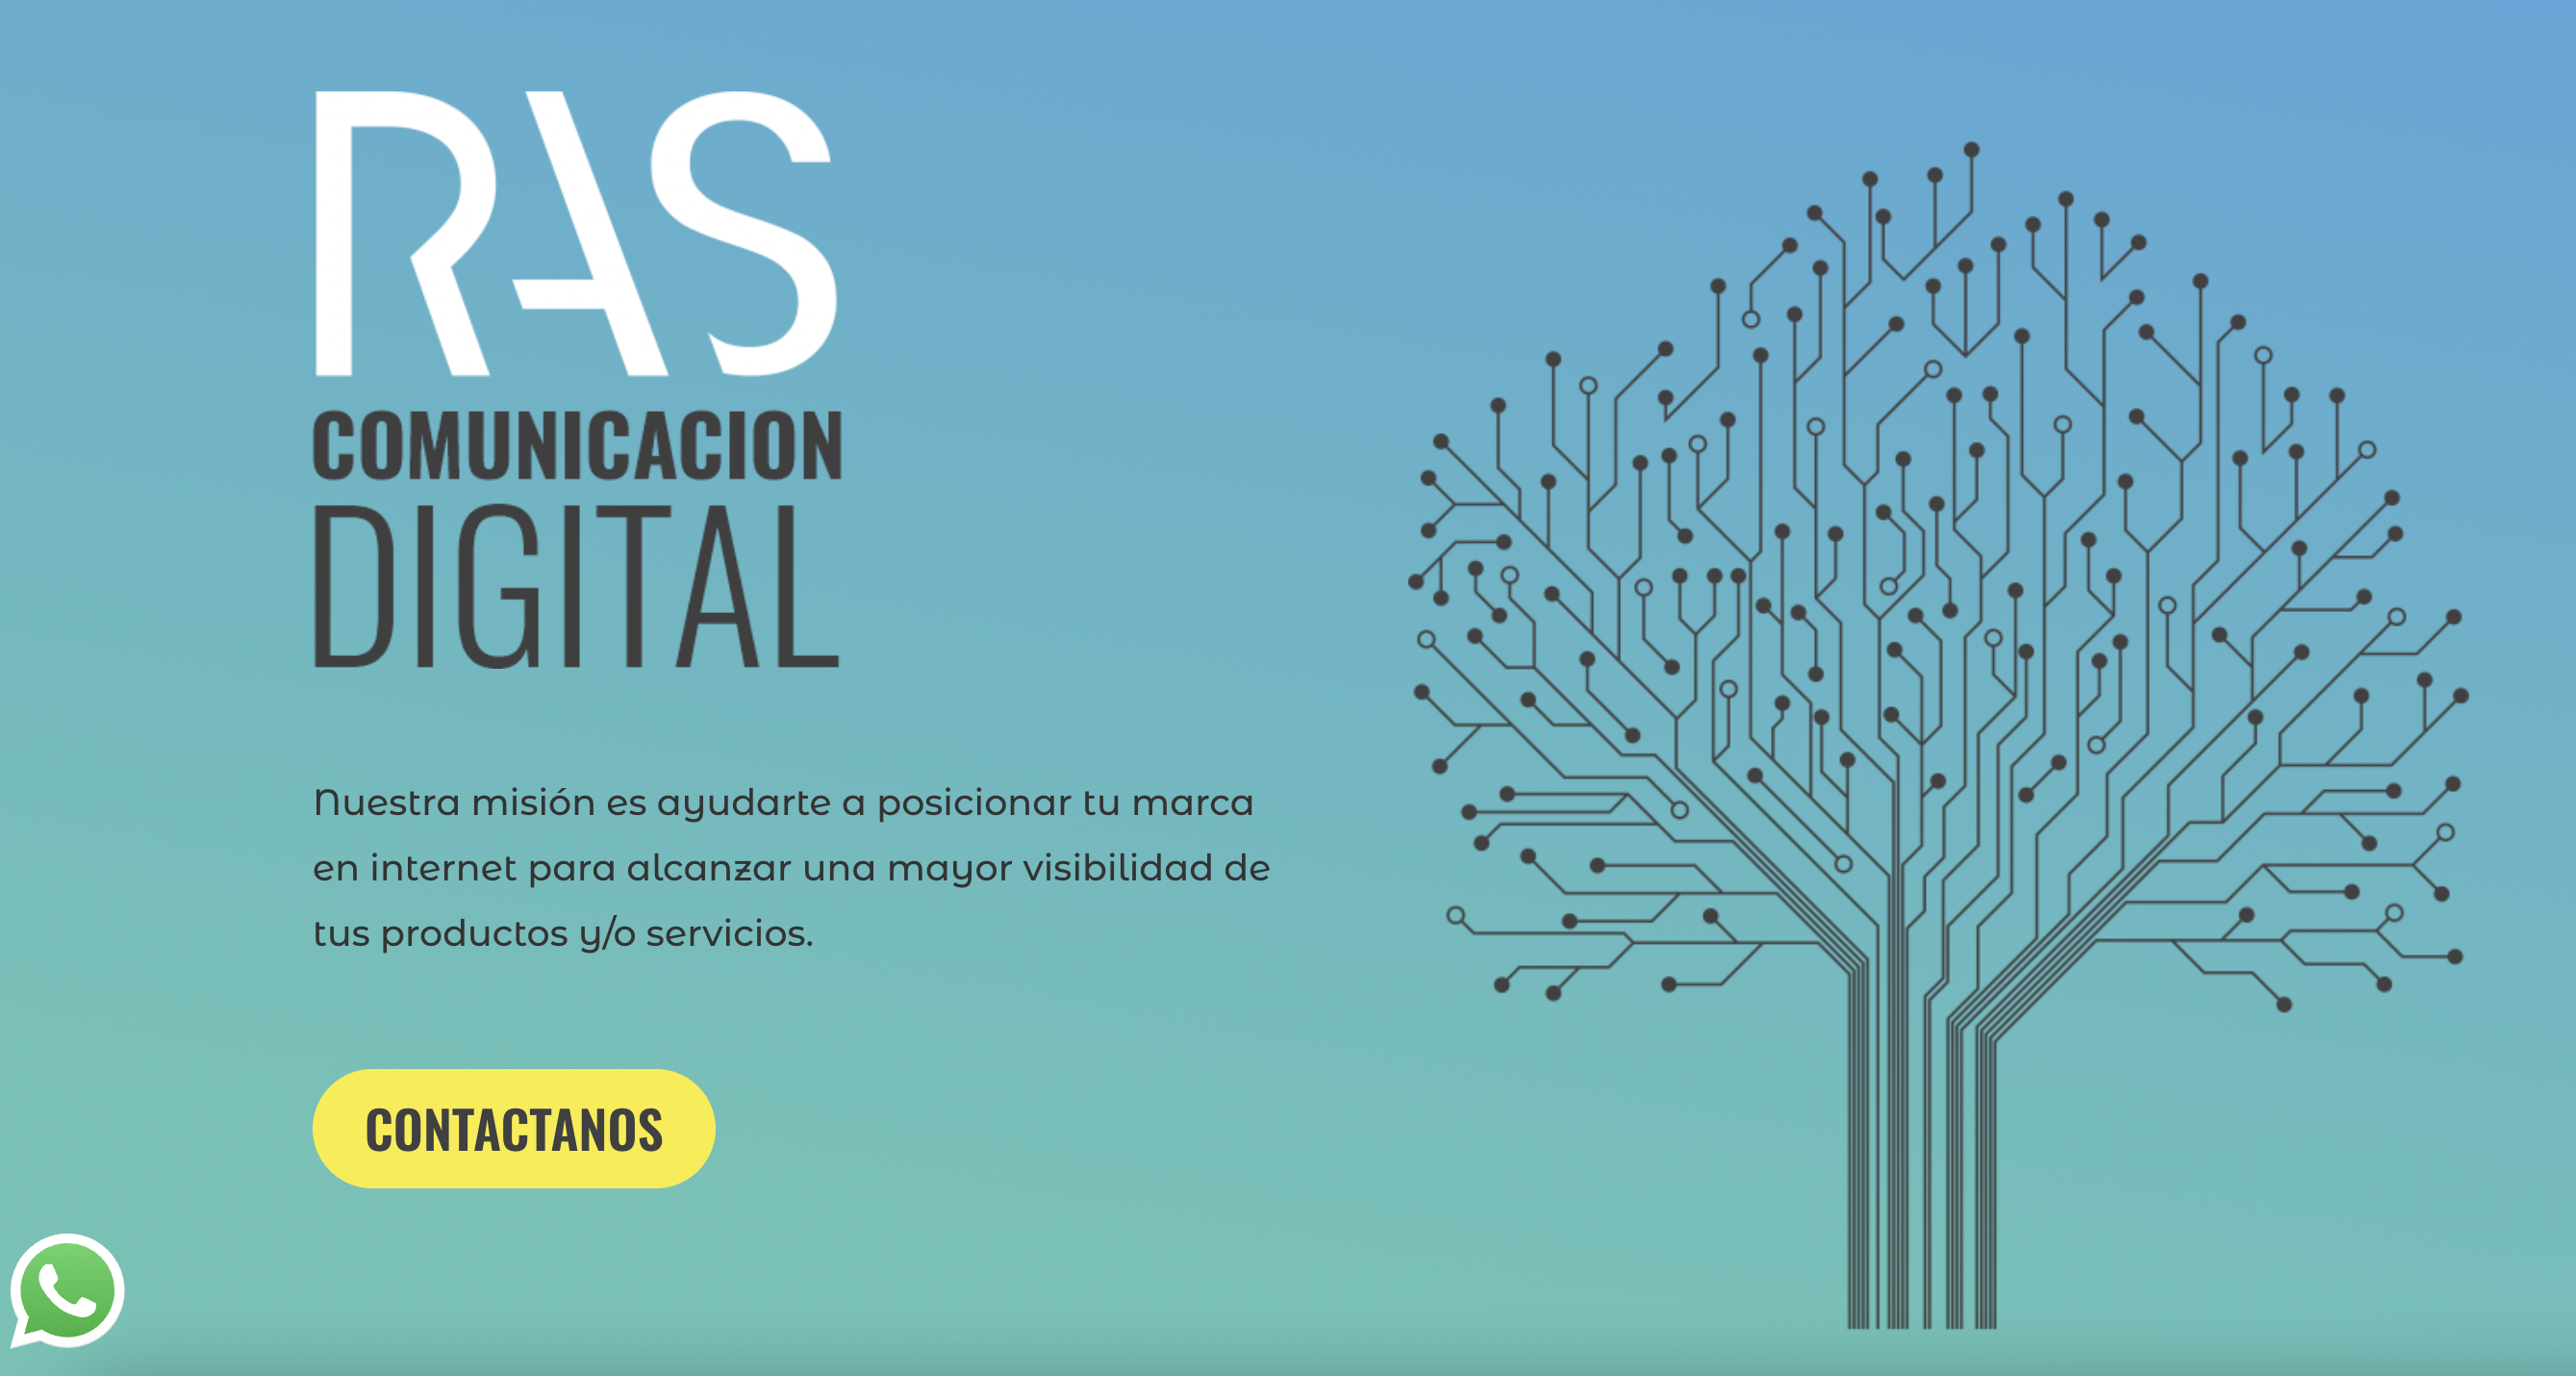 RAS
COMUNICACION
DIGITAL
Nuestra misión es ayudarte a posicionar tu marca
en internet para alcanzar una mayor visibilidad de
tus productos y/o servicios.
CONTACTANOS